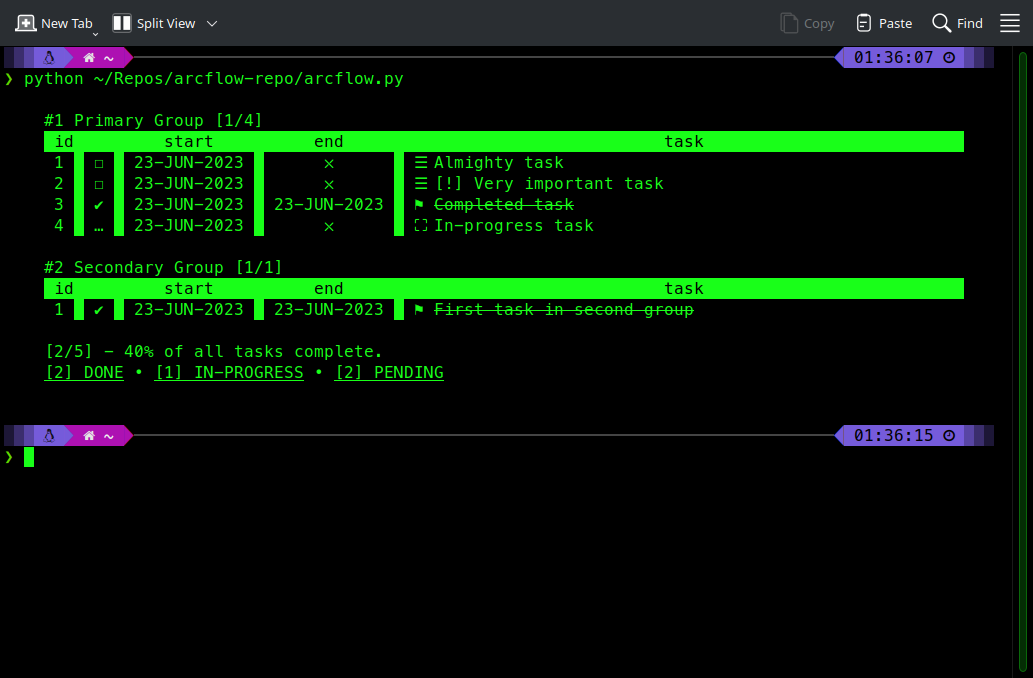 New Tab Split View Copy Paste Find
~ 01:36:07
❯ python ~/Repos/arcflow-repo/arcflow.py
#1 Primary Group [1/4]
id start end task
1 ☐ 23-JUN-2023 × ☰ Almighty task
2 ☐ 23-JUN-2023 × ☰ [!] Very important task
3 ✔ 23-JUN-2023 23-JUN-2023 ⚑ Completed task
4 … 23-JUN-2023 × ⛶ In-progress task
#2 Secondary Group [1/1]
id start end task
1 ✔ 23-JUN-2023 23-JUN-2023 ⚑ First task in second group
[2/5] - 40% of all tasks complete.
[2] DONE • [1] IN-PROGRESS • [2] PENDING
~ 01:36:15
❯